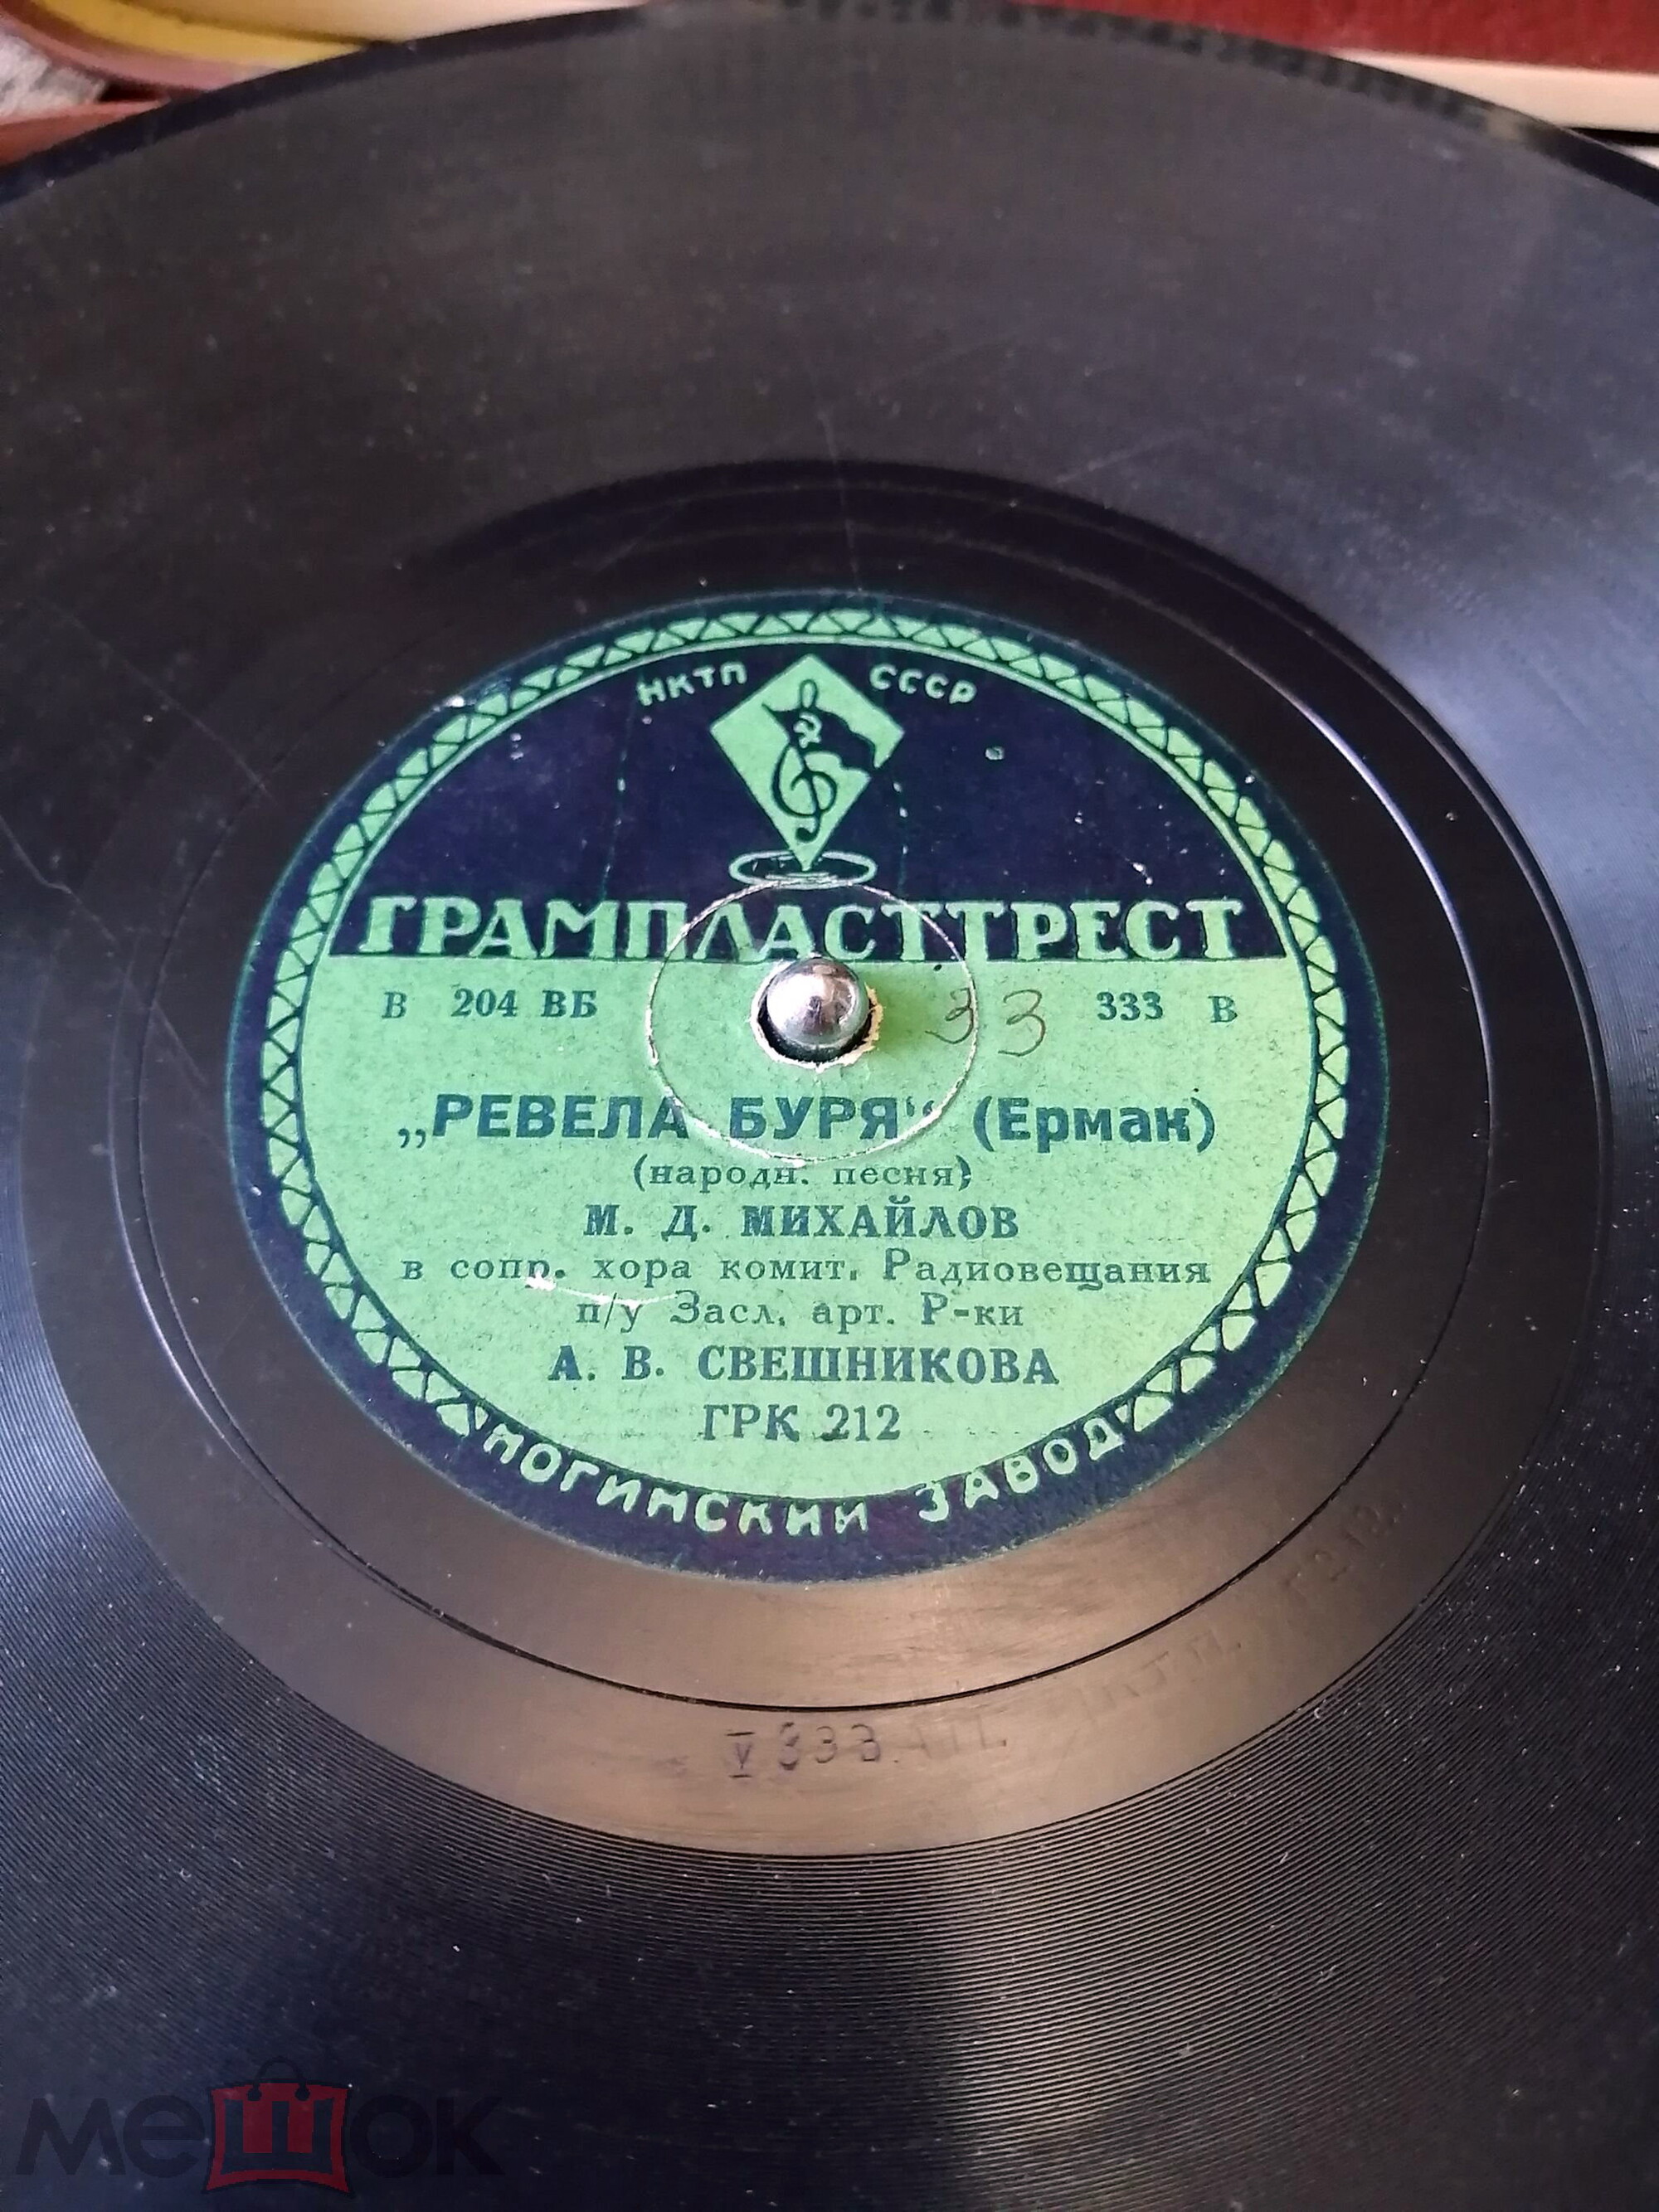 НКТП СССР
ГРАМПЛАСТТРЕСТ
В 204 ВБ 33 333 В
„РЕВЕЛА БУРЯ“ (Ермак)
(народн. песня)
М. Д. МИХАЙЛОВ
в сопр. хора комит. Радиовещания
п/у Засл. арт. Р-ки
А. В. СВЕШНИКОВА
ГРК 212
НОГИНСКИЙ ЗАВОД
V 333.
мешок